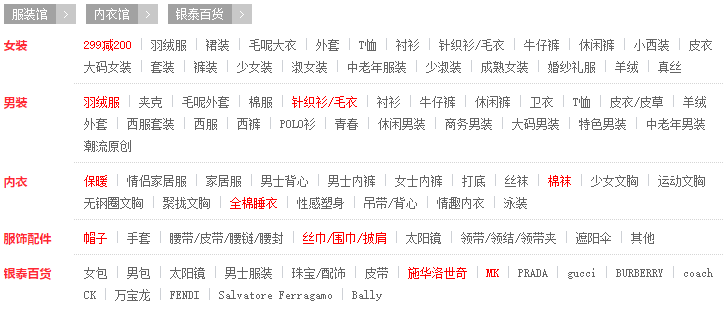 服装馆 > 内衣馆 > 银泰百货 >
女装 299减200 | 羽绒服 | 裙装 | 毛呢大衣 | 外套 | T恤 | 衬衫 | 针织衫/毛衣 | 牛仔裤 | 休闲裤 | 小西装 | 皮衣
大码女装 | 套装 | 裤装 | 少女装 | 淑女装 | 中老年服装 | 少淑装 | 成熟女装 | 婚纱礼服 | 羊绒 | 真丝
男装 羽绒服 | 夹克 | 毛呢外套 | 棉服 | 针织衫/毛衣 | 衬衫 | 牛仔裤 | 休闲裤 | 卫衣 | T恤 | 皮衣/皮草 | 羊绒
外套 | 西服套装 | 西服 | 西裤 | POLO衫 | 青春 | 休闲男装 | 商务男装 | 大码男装 | 特色男装 | 中老年男装
潮流原创
内衣 保暖 | 情侣家居服 | 家居服 | 男士背心 | 男士内裤 | 女士内裤 | 打底 | 丝袜 | 棉袜 | 少女文胸 | 运动文胸
无钢圈文胸 | 聚拢文胸 | 全棉睡衣 | 性感塑身 | 吊带/背心 | 情趣内衣 | 泳装
服饰配件 帽子 | 手套 | 腰带/皮带/腰链/腰封 | 丝巾/围巾/披肩 | 太阳镜 | 领带/领结/领带夹 | 遮阳伞 | 其他
银泰百货 女包 | 男包 | 太阳镜 | 男士服装 | 珠宝/配饰 | 皮带 | 施华洛世奇 | MK | PRADA | gucci | BURBERRY | coach
CK | 万宝龙 | FENDI | Salvatore Ferragamo | Bally